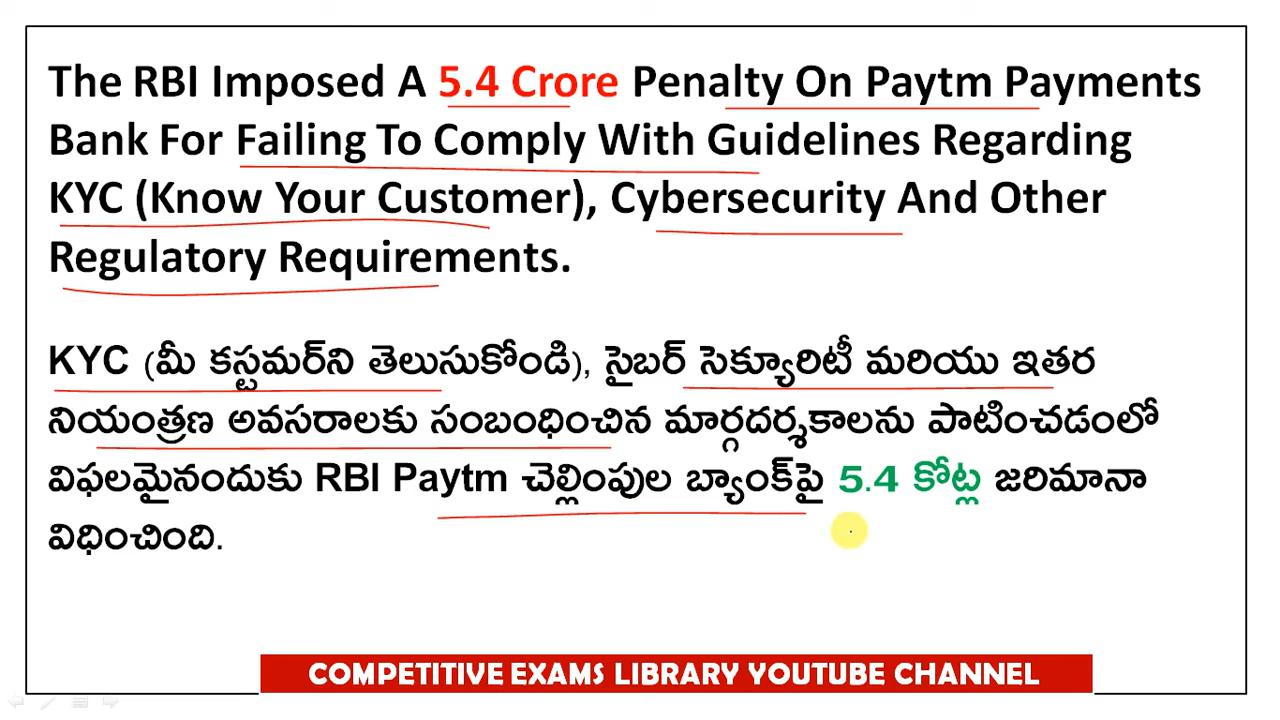 The RBI Imposed A 5.4 Crore Penalty On Paytm Payments
Bank For Failing To Comply With Guidelines Regarding
KYC (Know Your Customer), Cybersecurity And Other
Regulatory Requirements.
KYC (మీ కస్టమర్‌ని తెలుసుకోండి), సైబర్ సెక్యూరిటీ మరియు ఇతర
నియంత్రణ అవసరాలకు సంబంధించిన మార్గదర్శకాలను పాటించడంలో
విఫలమైనందుకు RBI Paytm చెల్లింపుల బ్యాంక్‌పై 5.4 కోట్ల జరిమానా
విధించింది.
COMPETITIVE EXAMS LIBRARY YOUTUBE CHANNEL